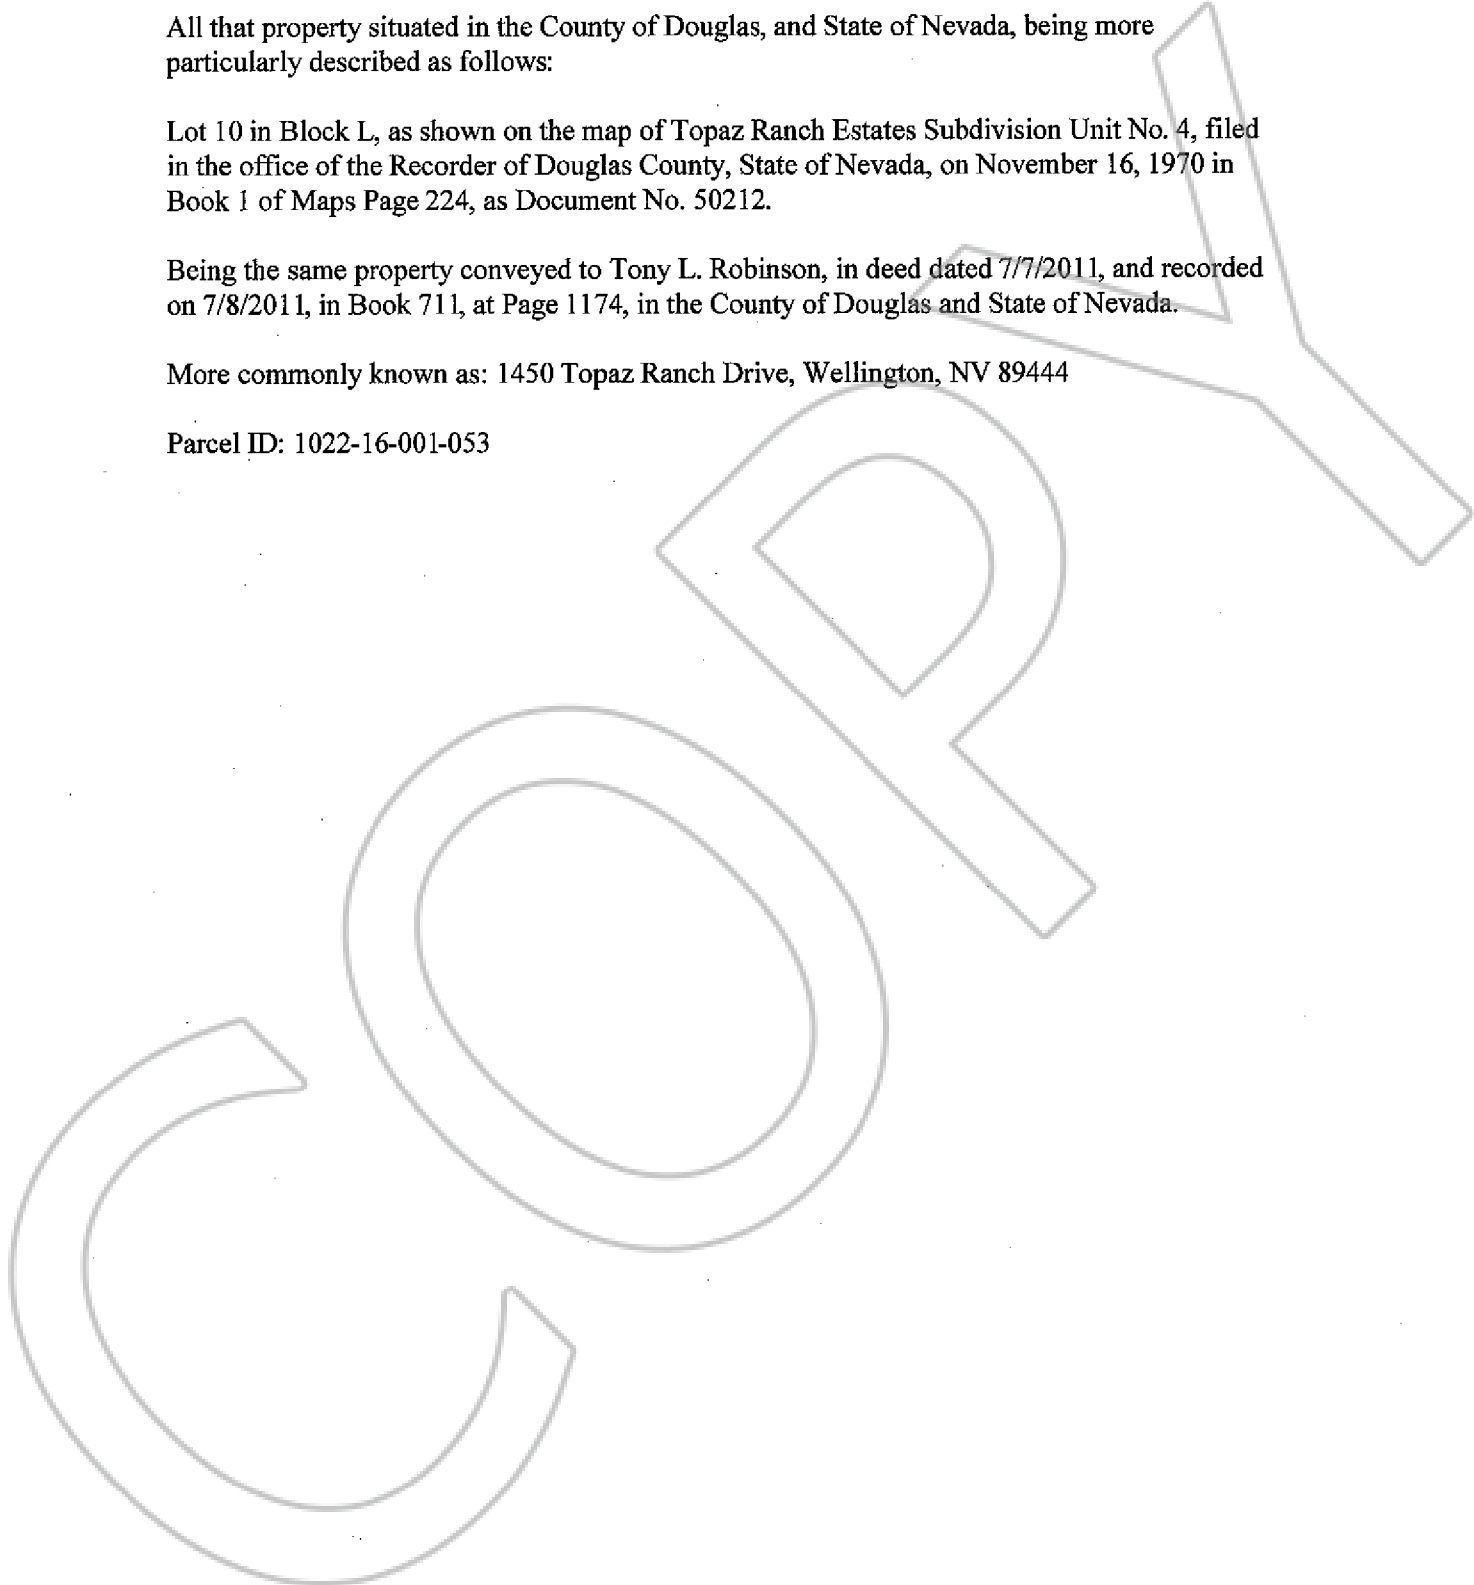 All that property situated in the County of Douglas, and State of Nevada, being more
particularly described as follows:
Lot 10 in Block L, as shown on the map of Topaz Ranch Estates Subdivision Unit No. 4, filed
in the office of the Recorder of Douglas County, State of Nevada, on November 16, 1970 in
Book 1 of Maps Page 224, as Document No. 50212.
Being the same property conveyed to Tony L. Robinson, in deed dated 7/7/2011, and recorded
on 7/8/2011, in Book 711, at Page 1174, in the County of Douglas and State of Nevada.
More commonly known as: 1450 Topaz Ranch Drive, Wellington, NV 89444
Parcel ID: 1022-16-001-053
COPY